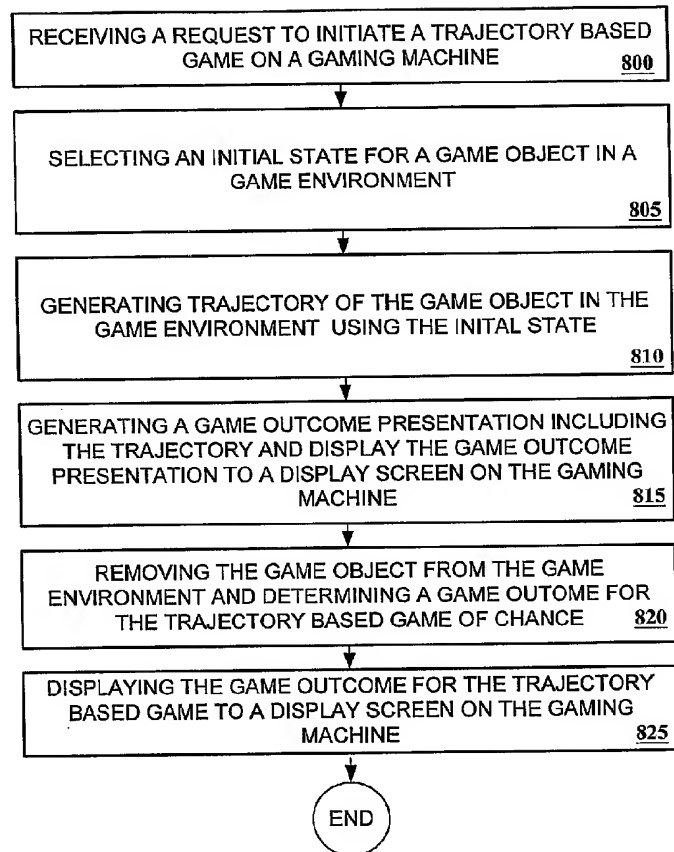 RECEIVING A REQUEST TO INITIATE A TRAJECTORY BASED
GAME ON A GAMING MACHINE
800
SELECTING AN INITIAL STATE FOR A GAME OBJECT IN A
GAME ENVIRONMENT
805
GENERATING TRAJECTORY OF THE GAME OBJECT IN THE
GAME ENVIRONMENT USING THE INITAL STATE
810
GENERATING A GAME OUTCOME PRESENTATION INCLUDING
THE TRAJECTORY AND DISPLAY THE GAME OUTCOME
PRESENTATION TO A DISPLAY SCREEN ON THE GAMING
MACHINE
815
REMOVING THE GAME OBJECT FROM THE GAME
ENVIRONMENT AND DETERMINING A GAME OUTOME FOR
THE TRAJECTORY BASED GAME OF CHANCE
820
DISPLAYING THE GAME OUTCOME FOR THE TRAJECTORY
BASED GAME TO A DISPLAY SCREEN ON THE GAMING
MACHINE
825
END